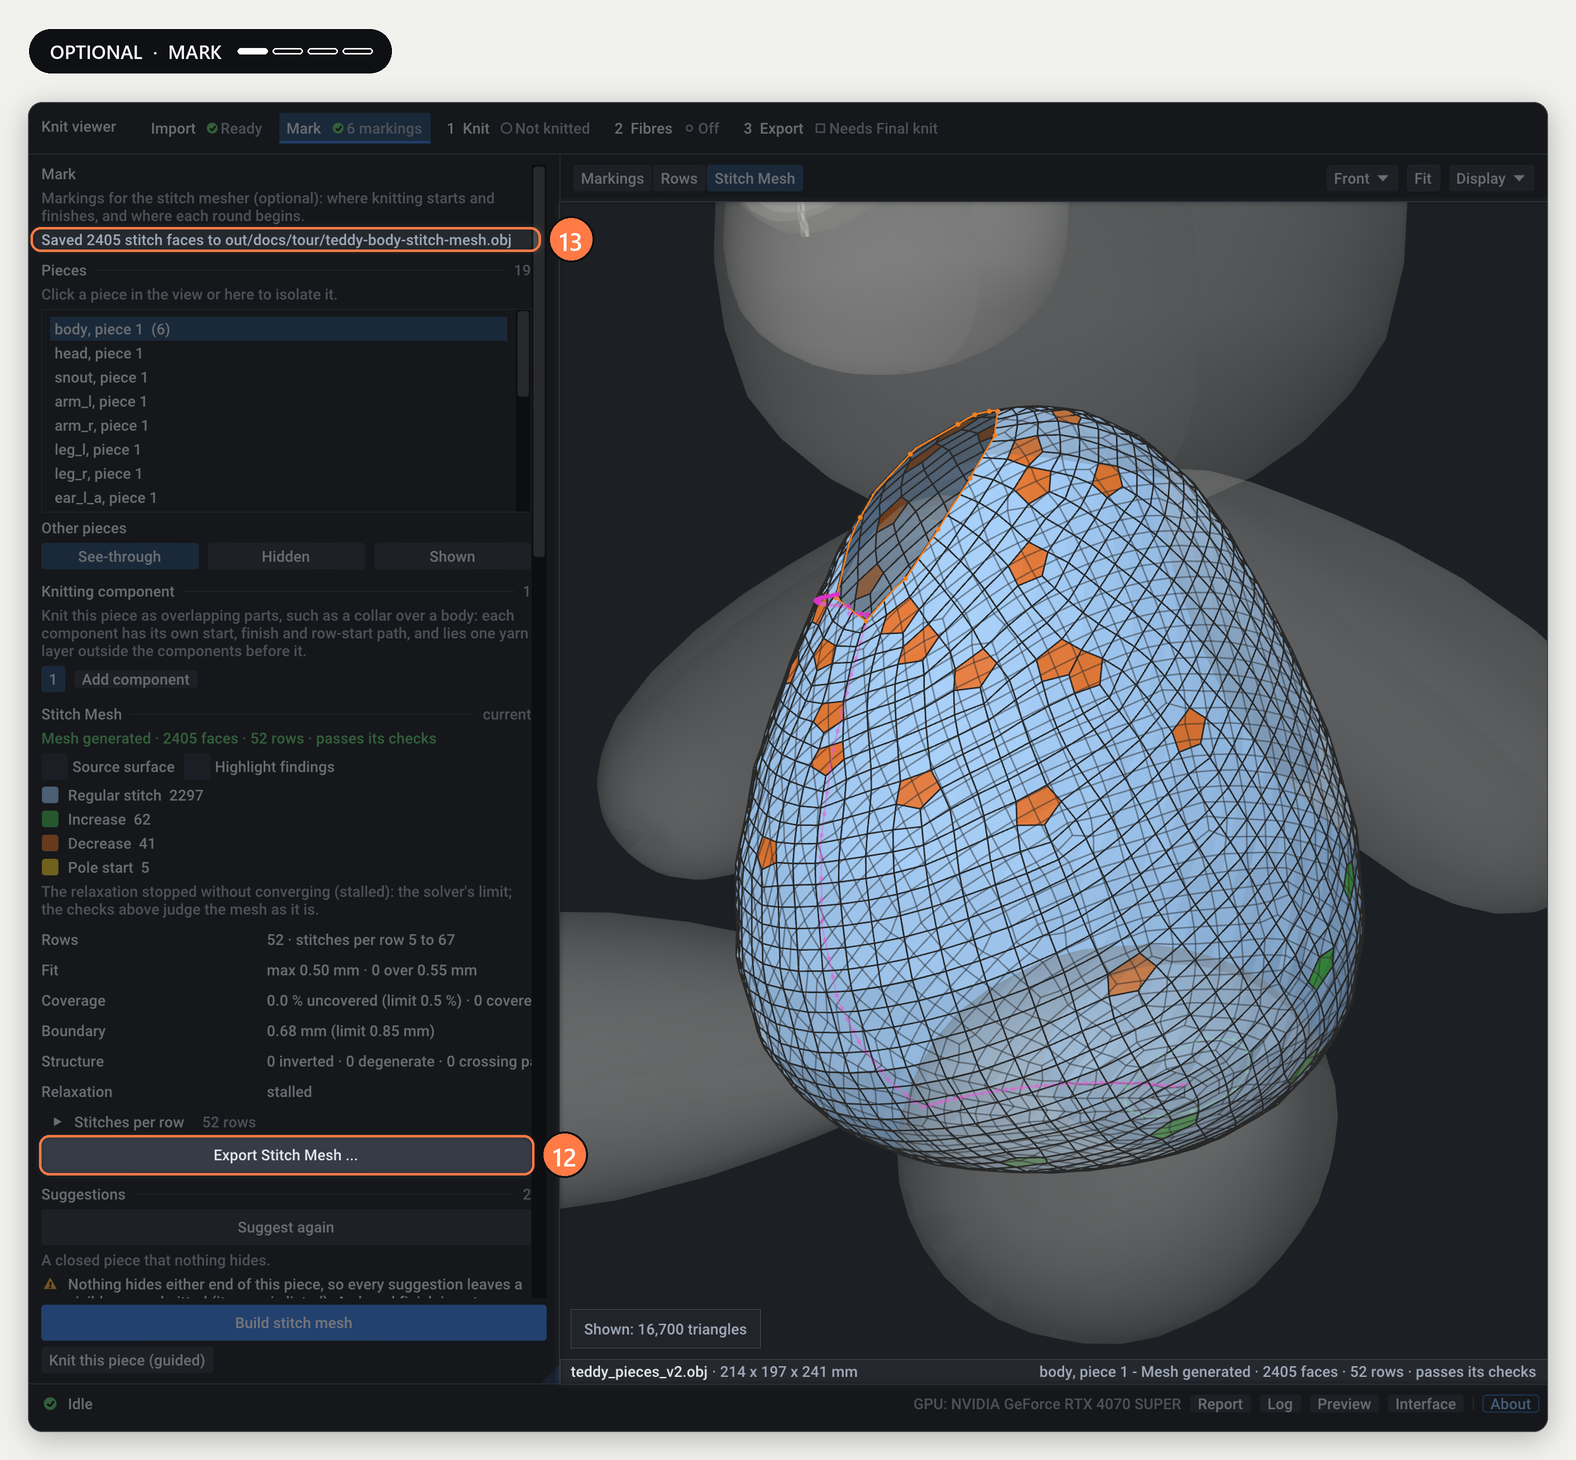 OPTIONAL · MARK
Knit viewer
Import Ready
Mark 6 markings
1 Knit Not knitted
2 Fibres Off
3 Export Needs Final knit
Mark
Markings for the stitch mesher (optional): where knitting starts and
finishes, and where each round begins.
Saved 2405 stitch faces to out/docs/tour/teddy-body-stitch-mesh.obj
13
Pieces 19
Click a piece in the view or here to isolate it.
body, piece 1 (6)
head, piece 1
snout, piece 1
arm_l, piece 1
arm_r, piece 1
leg_l, piece 1
leg_r, piece 1
ear_l_a, piece 1
Other pieces
See-through Hidden Shown
Knitting component 1
Knit this piece as overlapping parts, such as a collar over a body: each
component has its own start, finish and row-start path, and lies one yarn
layer outside the components before it.
1 Add component
Stitch Mesh current
Mesh generated · 2405 faces · 52 rows · passes its checks
Source surface Highlight findings
Regular stitch 2297
Increase 62
Decrease 41
Pole start 5
The relaxation stopped without converging (stalled): the solver's limit;
the checks above judge the mesh as it is.
Rows 52 · stitches per row 5 to 67
Fit max 0.50 mm · 0 over 0.55 mm
Coverage 0.0 % uncovered (limit 0.5 %) · 0 covere
Boundary 0.68 mm (limit 0.85 mm)
Structure 0 inverted · 0 degenerate · 0 crossing pa
Relaxation stalled
Stitches per row 52 rows
Export Stitch Mesh ...
12
Suggestions 2
Suggest again
A closed piece that nothing hides.
Nothing hides either end of this piece, so every suggestion leaves a
Build stitch mesh
Knit this piece (guided)
Markings Rows Stitch Mesh
Front Fit Display
Shown: 16,700 triangles
teddy_pieces_v2.obj · 214 x 197 x 241 mm
body, piece 1 - Mesh generated · 2405 faces · 52 rows · passes its checks
Idle
GPU: NVIDIA GeForce RTX 4070 SUPER Report Log Preview Interface About